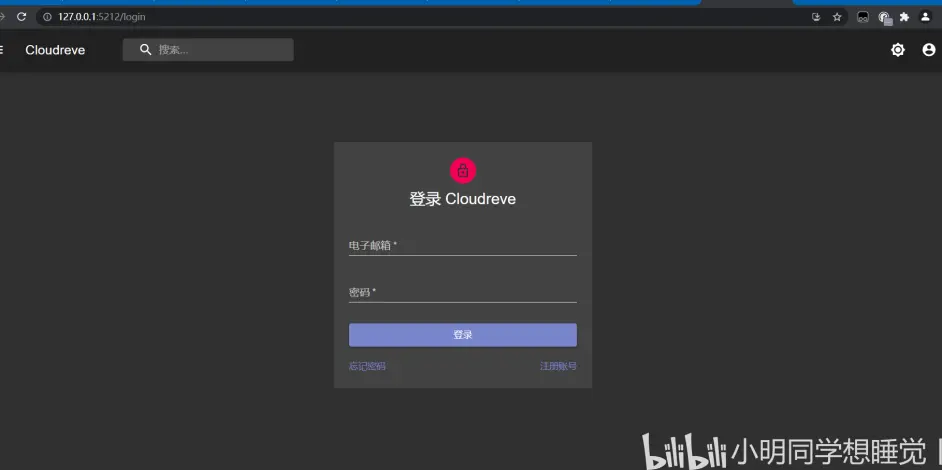 127.0.0.1:5212/login
Cloudreve
搜索...
登录 Cloudreve
电子邮箱 *
密码 *
登录
忘记密码
注册账号
bilibili 小明同学想睡觉